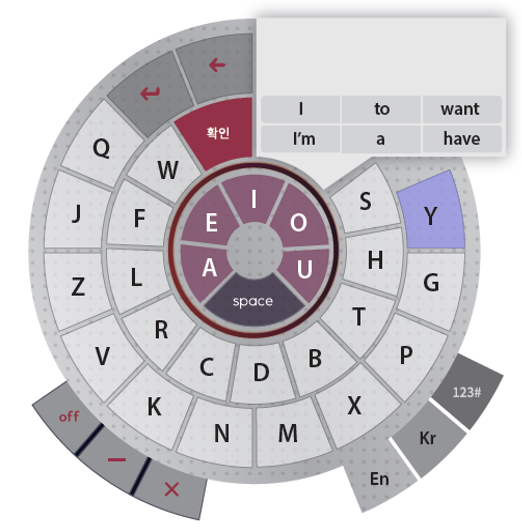 I to want
I'm a have
←
↵
확인
Q
W
S
Y
J
F
E
I
O
A
U
space
H
G
Z
L
R
T
P
V
C
D
B
K
N
M
X
off
−
×
123#
Kr
En